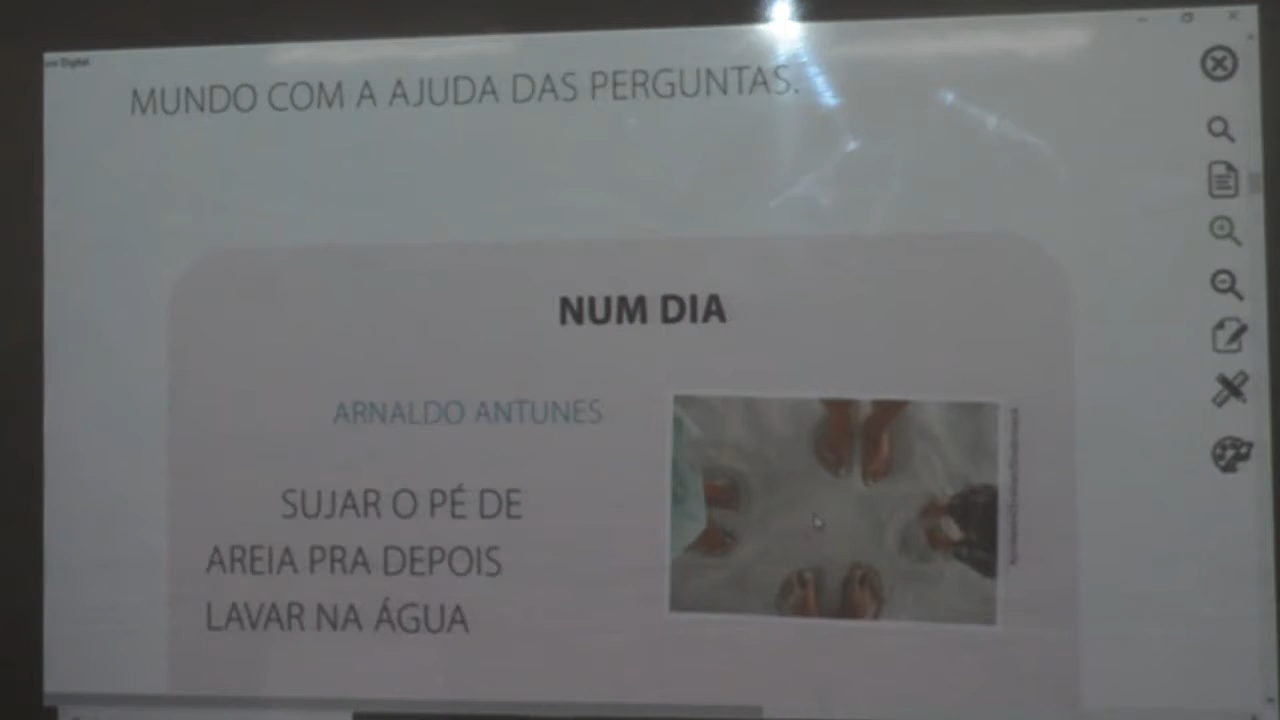 MUNDO COM A AJUDA DAS PERGUNTAS.
NUM DIA
ARNALDO ANTUNES
SUJAR O PÉ DE
AREIA PRA DEPOIS
LAVAR NA ÁGUA